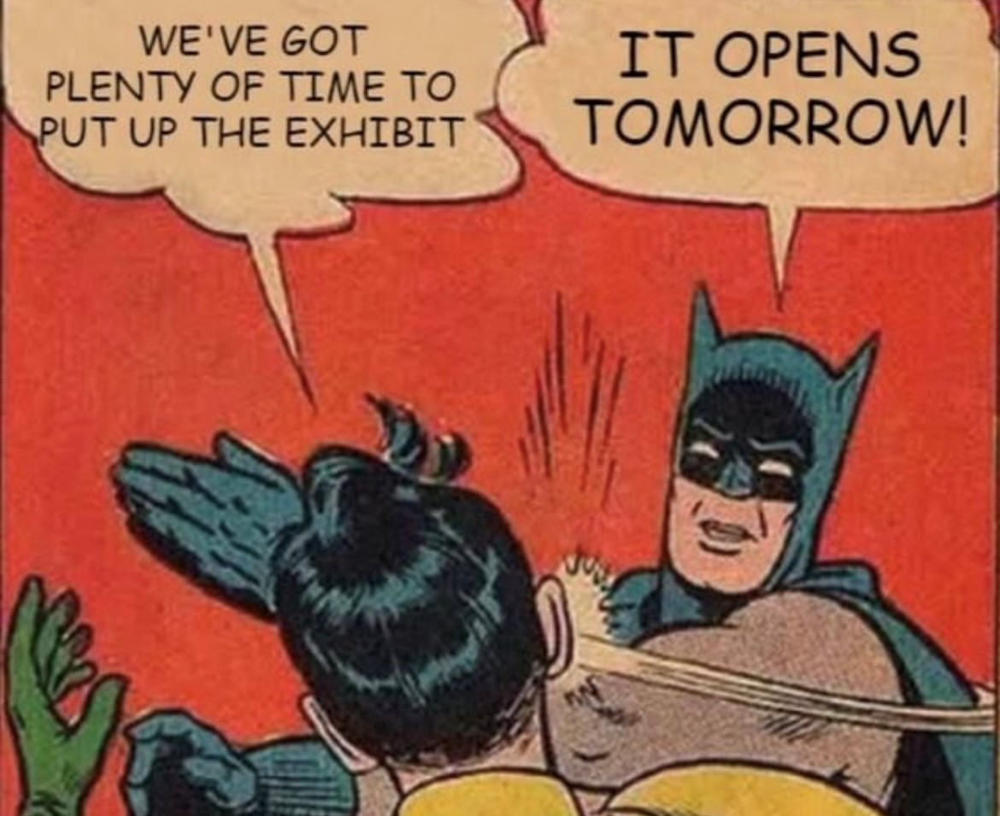 WE'VE GOT
PLENTY OF TIME TO
PUT UP THE EXHIBIT
IT OPENS
TOMORROW!